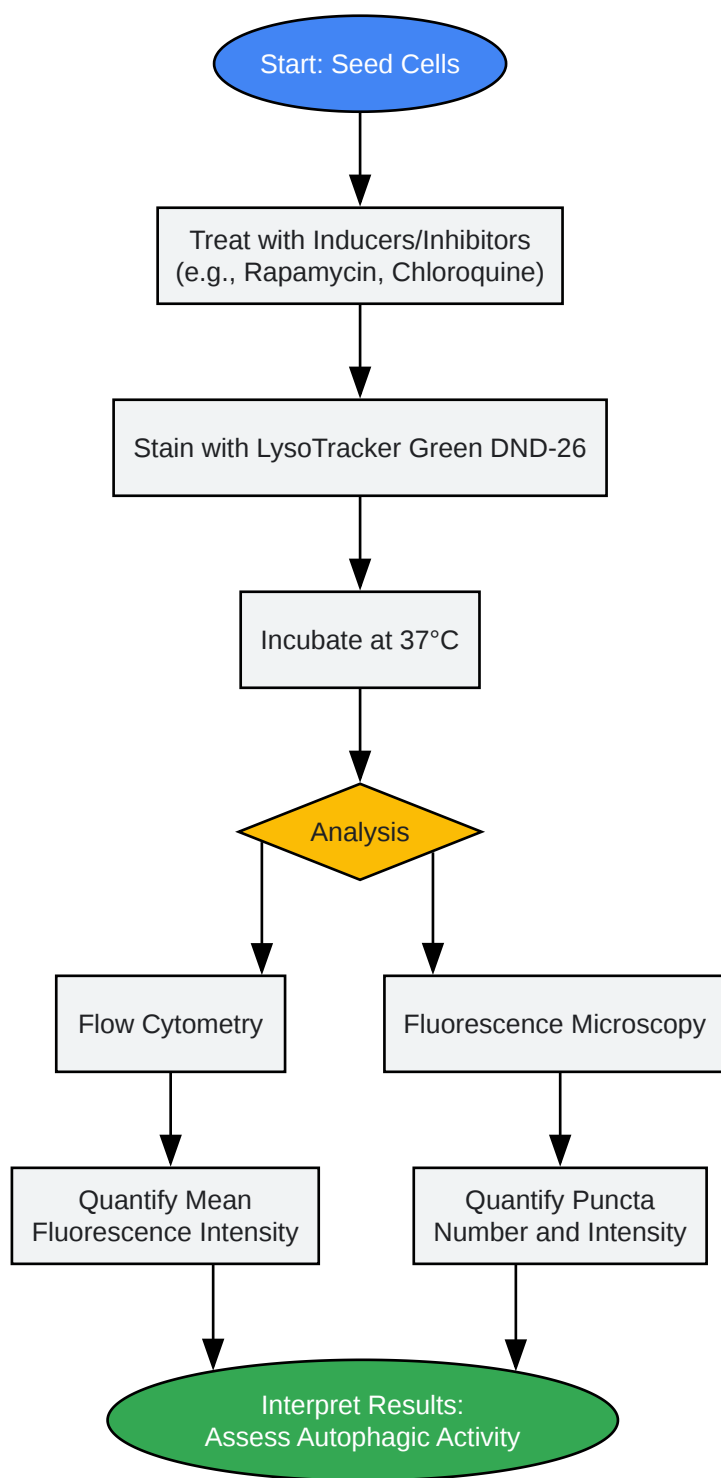 Start: Seed Cells
Treat with Inducers/Inhibitors
(e.g., Rapamycin, Chloroquine)
Stain with LysoTracker Green DND-26
Incubate at 37°C
Analysis
Flow Cytometry
Fluorescence Microscopy
Quantify Mean
Fluorescence Intensity
Quantify Puncta
Number and Intensity
Interpret Results:
Assess Autophagic Activity